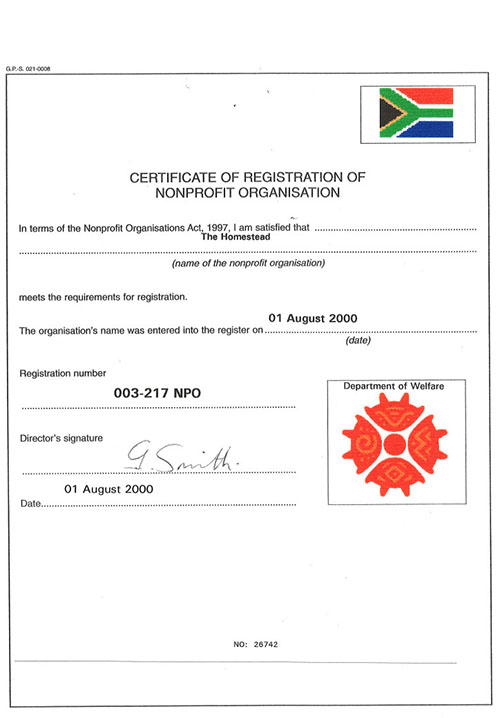 G.P.-S. 021-0008
CERTIFICATE OF REGISTRATION OF
NONPROFIT ORGANISATION
In terms of the Nonprofit Organisations Act, 1997, I am satisfied that
The Homestead
(name of the nonprofit organisation)
meets the requirements for registration.
01 August 2000
The organisation's name was entered into the register on
(date)
Registration number
003-217 NPO
Department of Welfare
Director's signature
G. Smith.
01 August 2000
Date
NO: 26742